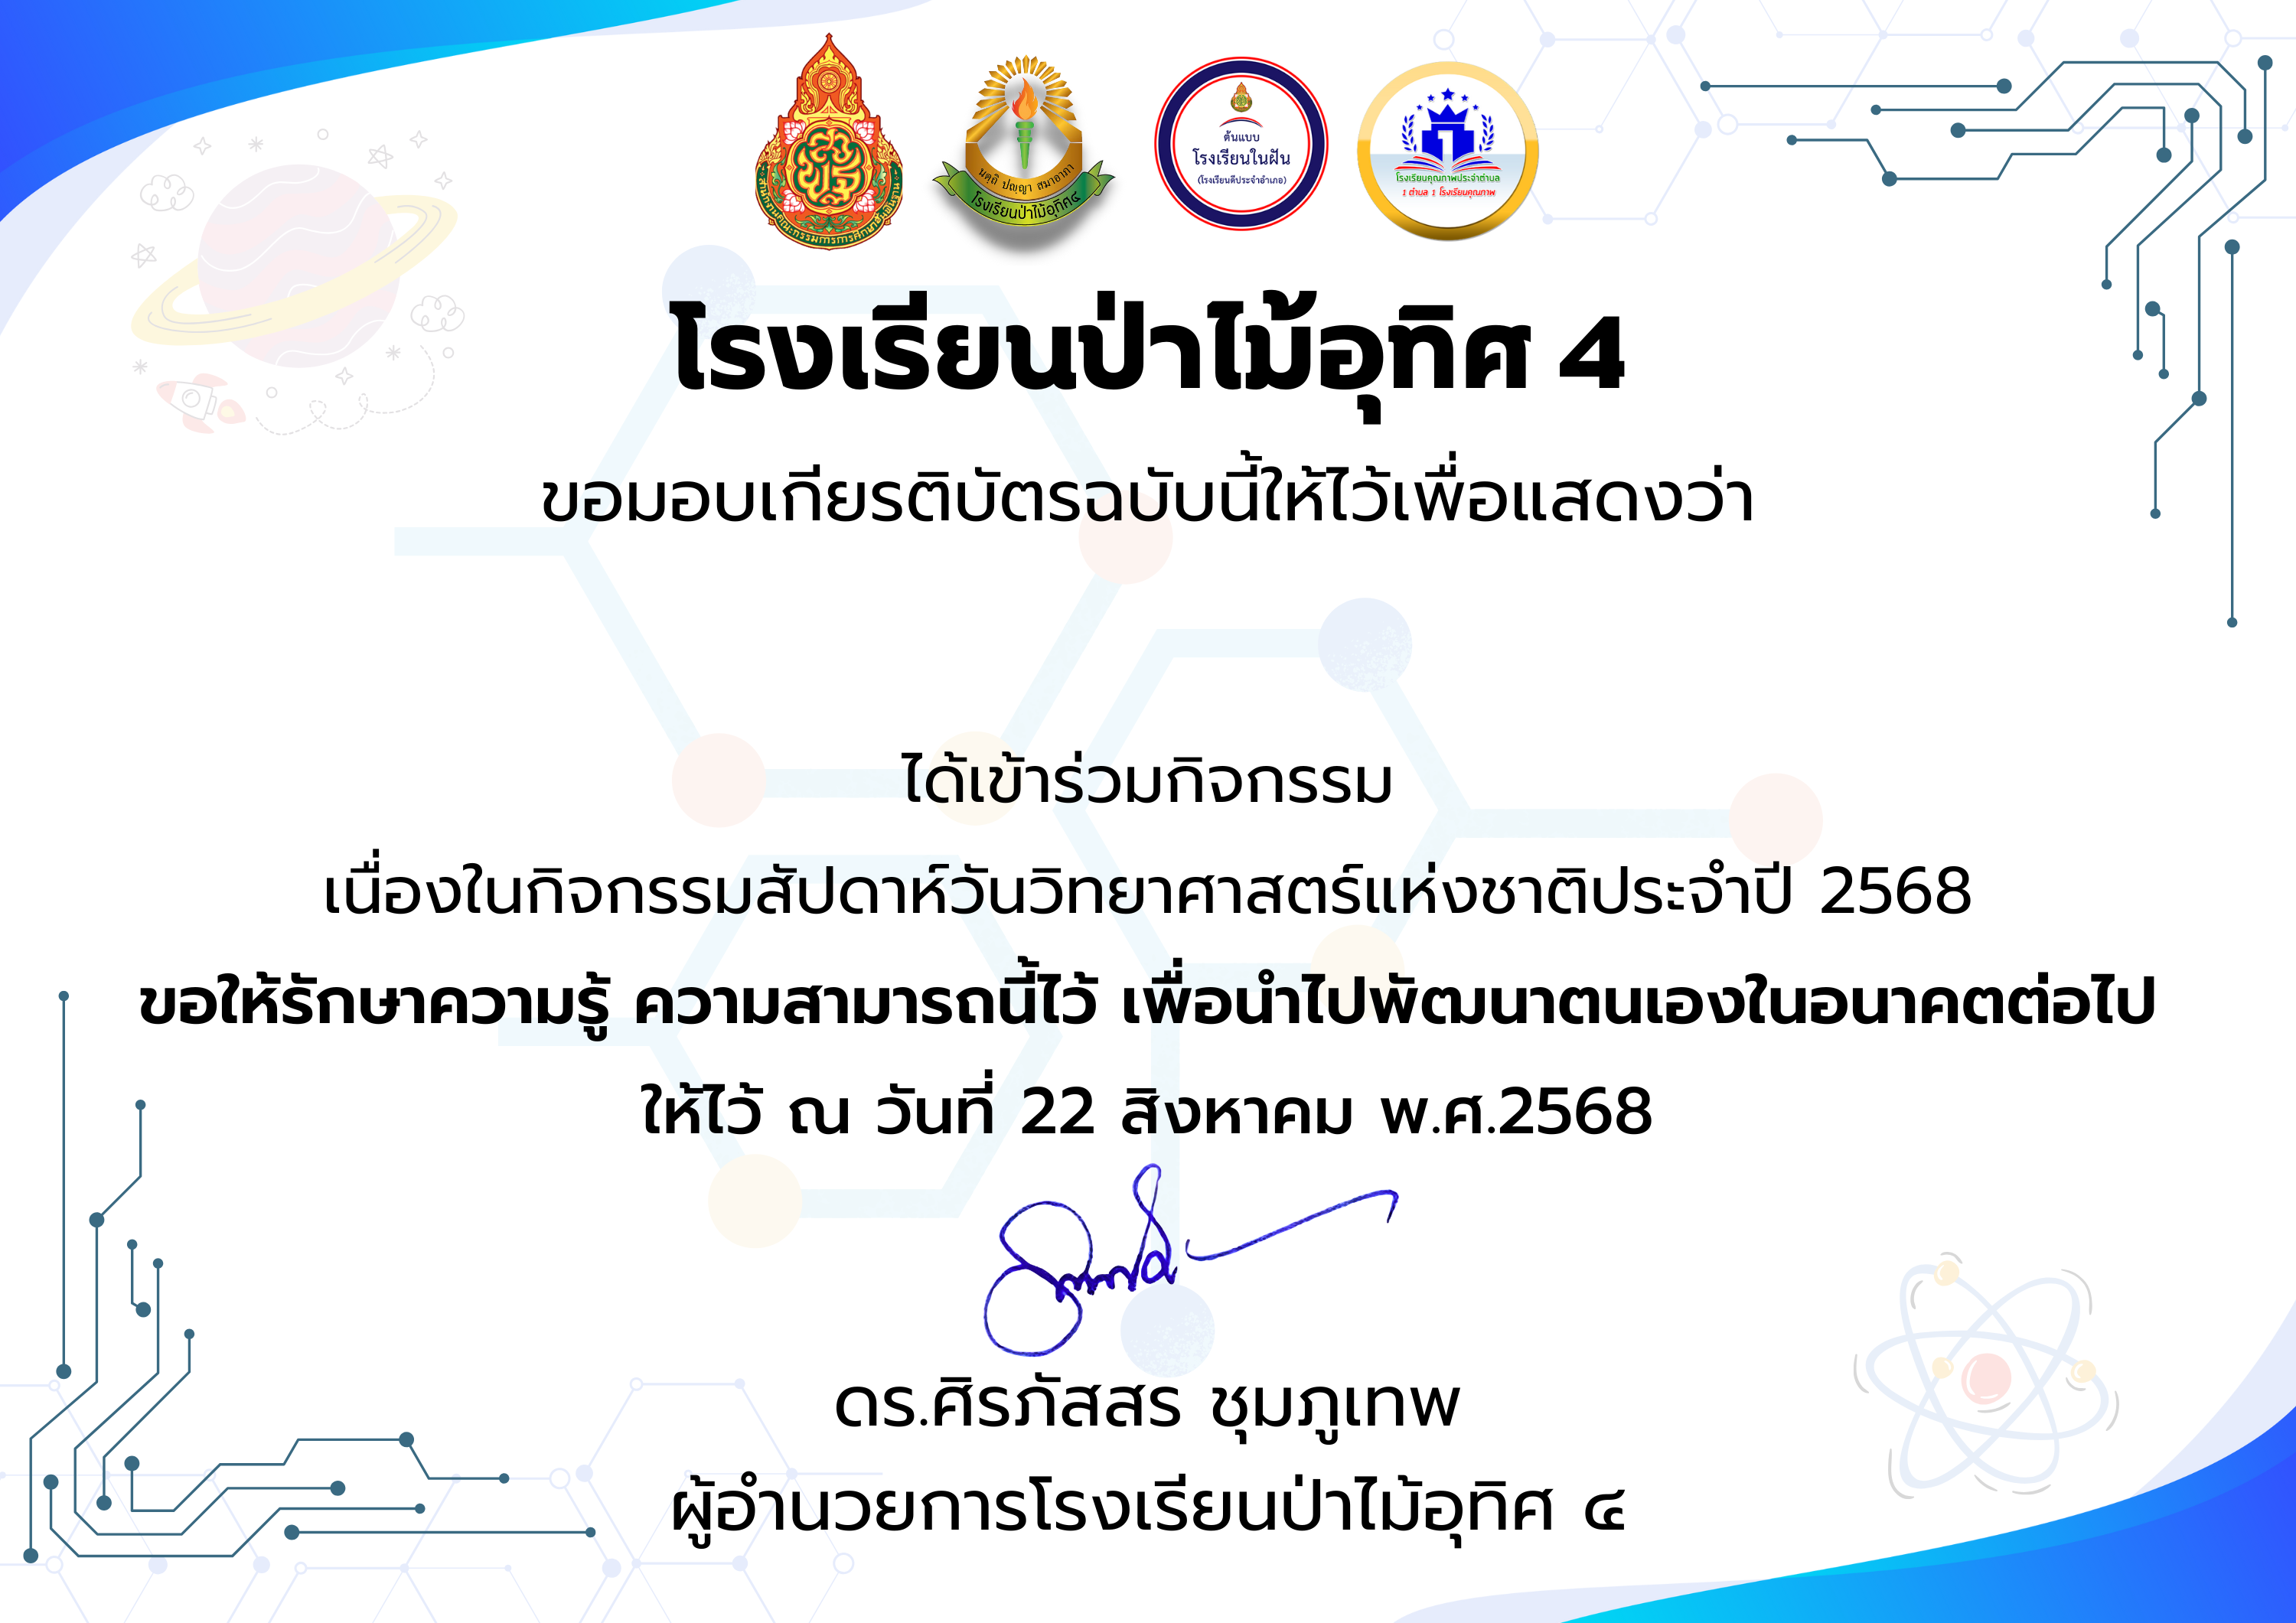 สำนักงานคณะกรรมการการศึกษาขั้นพื้นฐาน
นตฺถิ ปญฺญา สมาอาภา
โรงเรียนป่าไม้อุทิศ๔
ต้นแบบ
โรงเรียนในฝัน
(โรงเรียนดีประจำอำเภอ)
1
โรงเรียนคุณภาพประจำตำบล
1 ตำบล 1 โรงเรียนคุณภาพ
โรงเรียนป่าไม้อุทิศ 4
ขอมอบเกียรติบัตรฉบับนี้ให้ไว้เพื่อแสดงว่า
ได้เข้าร่วมกิจกรรม
เนื่องในกิจกรรมสัปดาห์วันวิทยาศาสตร์แห่งชาติประจำปี 2568
ขอให้รักษาความรู้ ความสามารถนี้ไว้ เพื่อนำไปพัฒนาตนเองในอนาคตต่อไป
ให้ไว้ ณ วันที่ 22 สิงหาคม พ.ศ.2568
ดร.ศิรภัสสร ชุมภูเทพ
ผู้อำนวยการโรงเรียนป่าไม้อุทิศ ๔